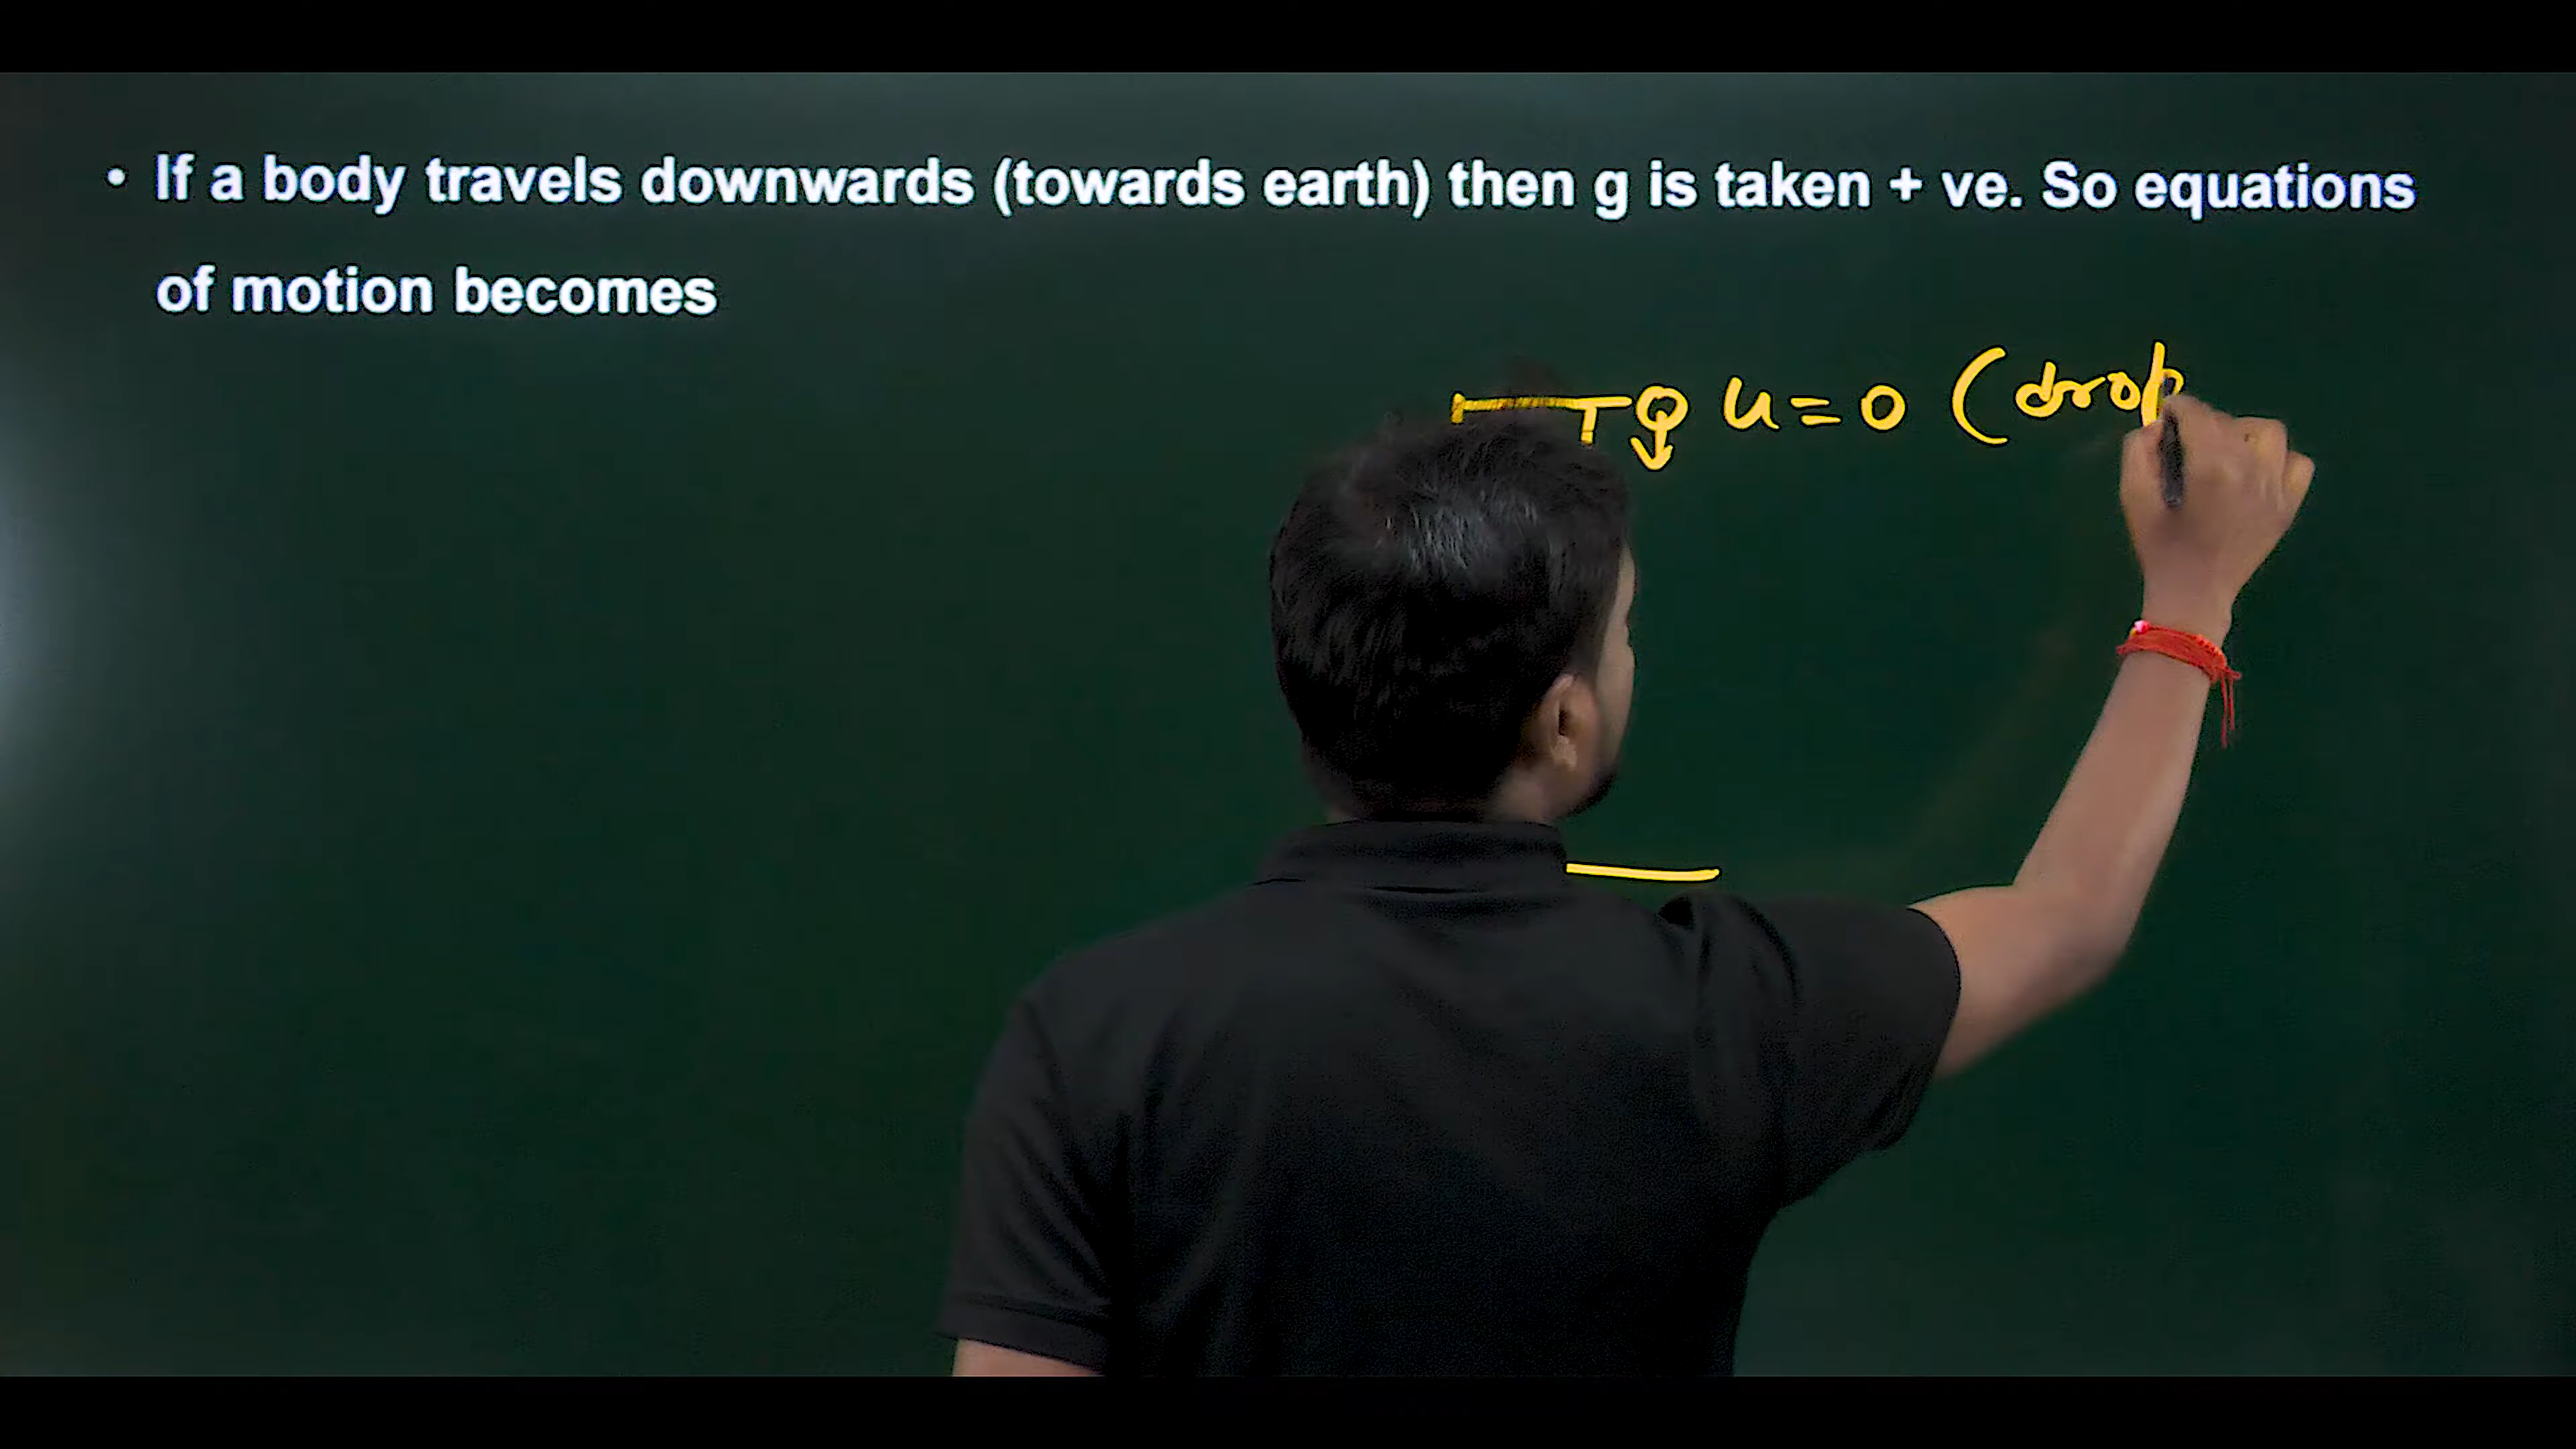 • If a body travels downwards (towards earth) then g is taken + ve. So equations
of motion becomes
u = 0 (drop